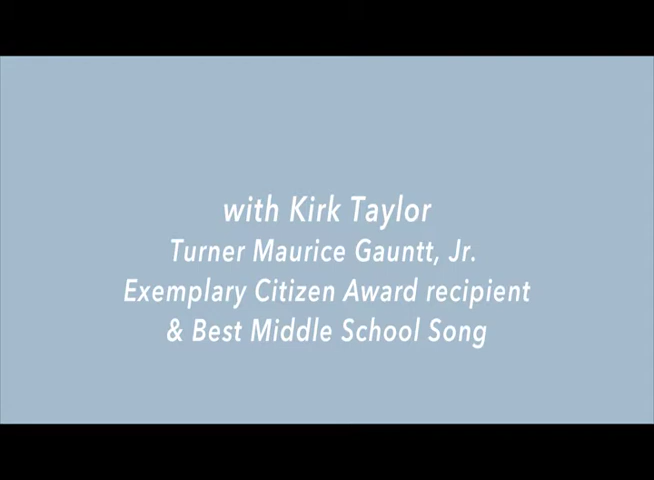 with Kirk Taylor
Turner Maurice Gauntt, Jr.
Exemplary Citizen Award recipient
& Best Middle School Song